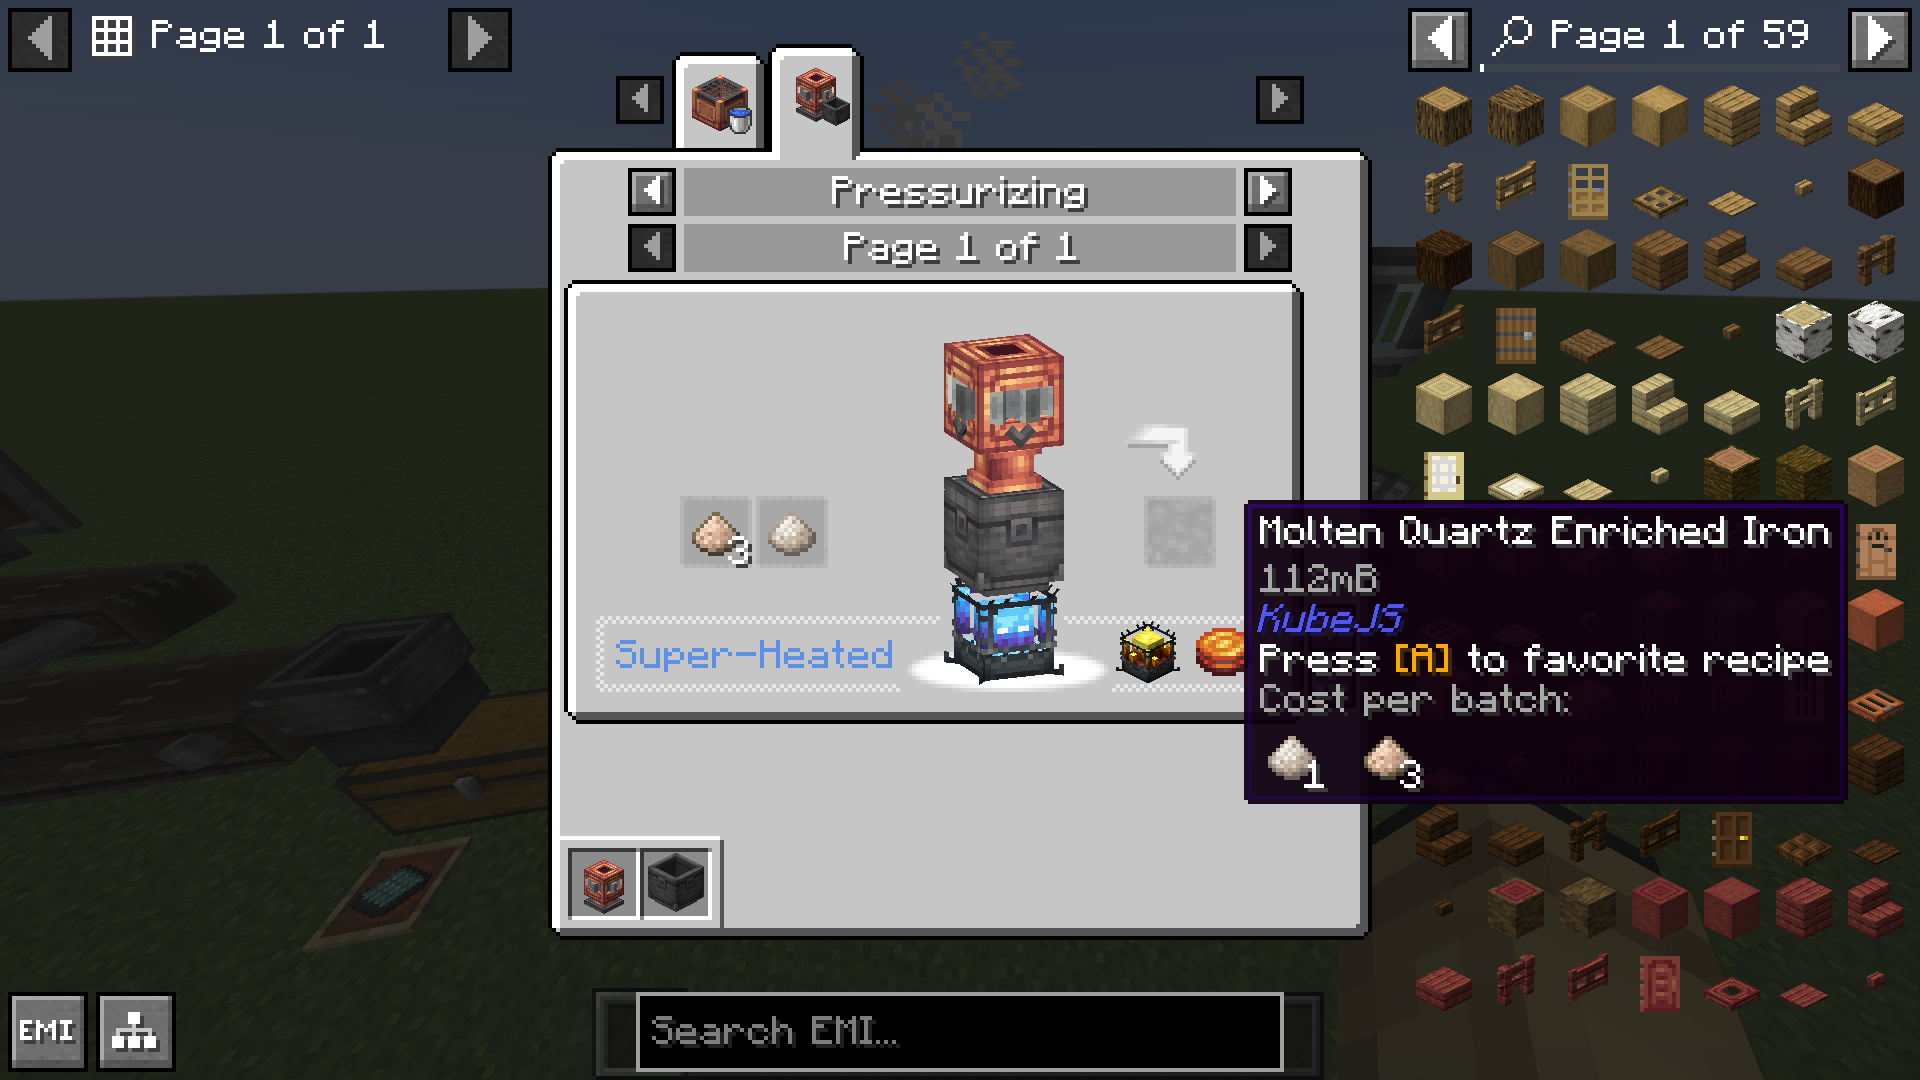 Page 1 of 1
Page 1 of 59
Pressurizing
Page 1 of 1
3
Super-Heated
Molten Quartz Enriched Iron
112mB
KubeJS
Press [A] to favorite recipe
Cost per batch:
1 3
EMI
Search EMI...